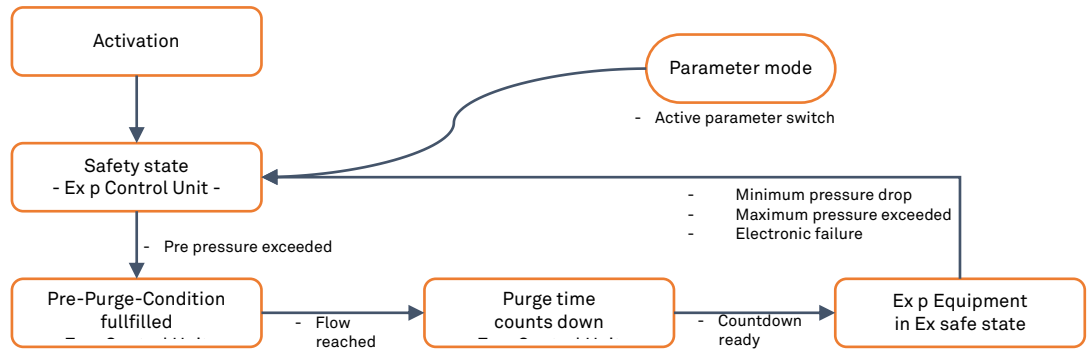 Activation
Parameter mode
- Active parameter switch
Safety state
- Ex p Control Unit -
- Minimum pressure drop
- Maximum pressure exceeded
- Electronic failure
- Pre pressure exceeded
Pre-Purge-Condition
fullfilled
- Flow
reached
Purge time
counts down
- Countdown
ready
Ex p Equipment
in Ex safe state